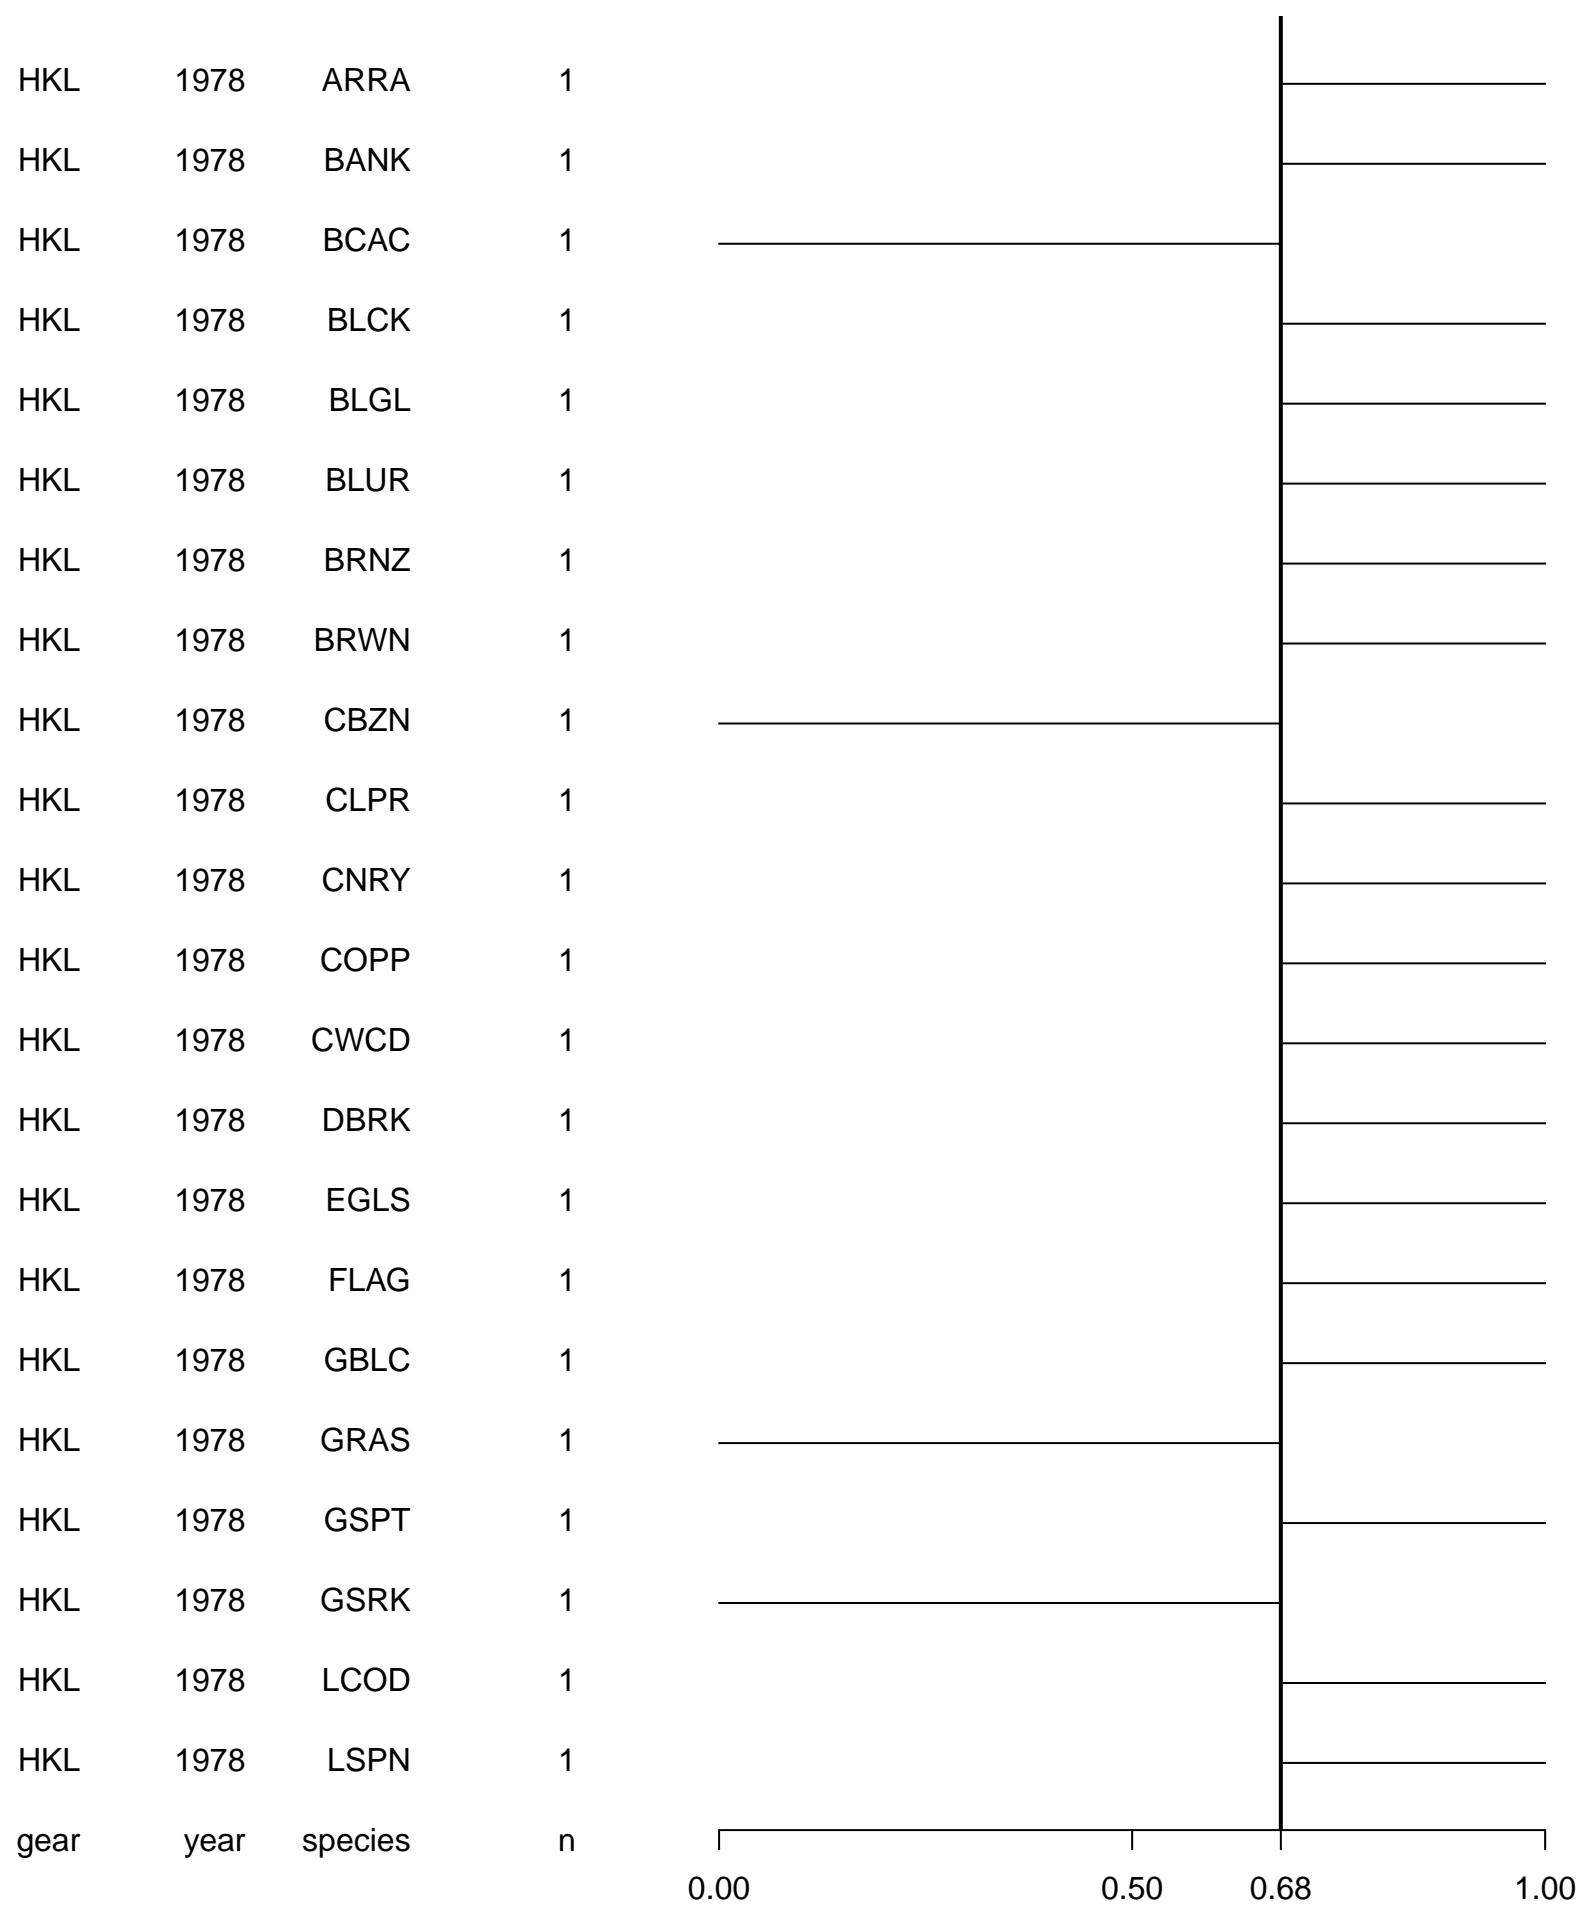 HKL 1978 ARRA 1
HKL 1978 BANK 1
HKL 1978 BCAC 1
HKL 1978 BLCK 1
HKL 1978 BLGL 1
HKL 1978 BLUR 1
HKL 1978 BRNZ 1
HKL 1978 BRWN 1
HKL 1978 CBZN 1
HKL 1978 CLPR 1
HKL 1978 CNRY 1
HKL 1978 COPP 1
HKL 1978 CWCD 1
HKL 1978 DBRK 1
HKL 1978 EGLS 1
HKL 1978 FLAG 1
HKL 1978 GBLC 1
HKL 1978 GRAS 1
HKL 1978 GSPT 1
HKL 1978 GSRK 1
HKL 1978 LCOD 1
HKL 1978 LSPN 1
gear year species n
0.00 0.50 0.68 1.00